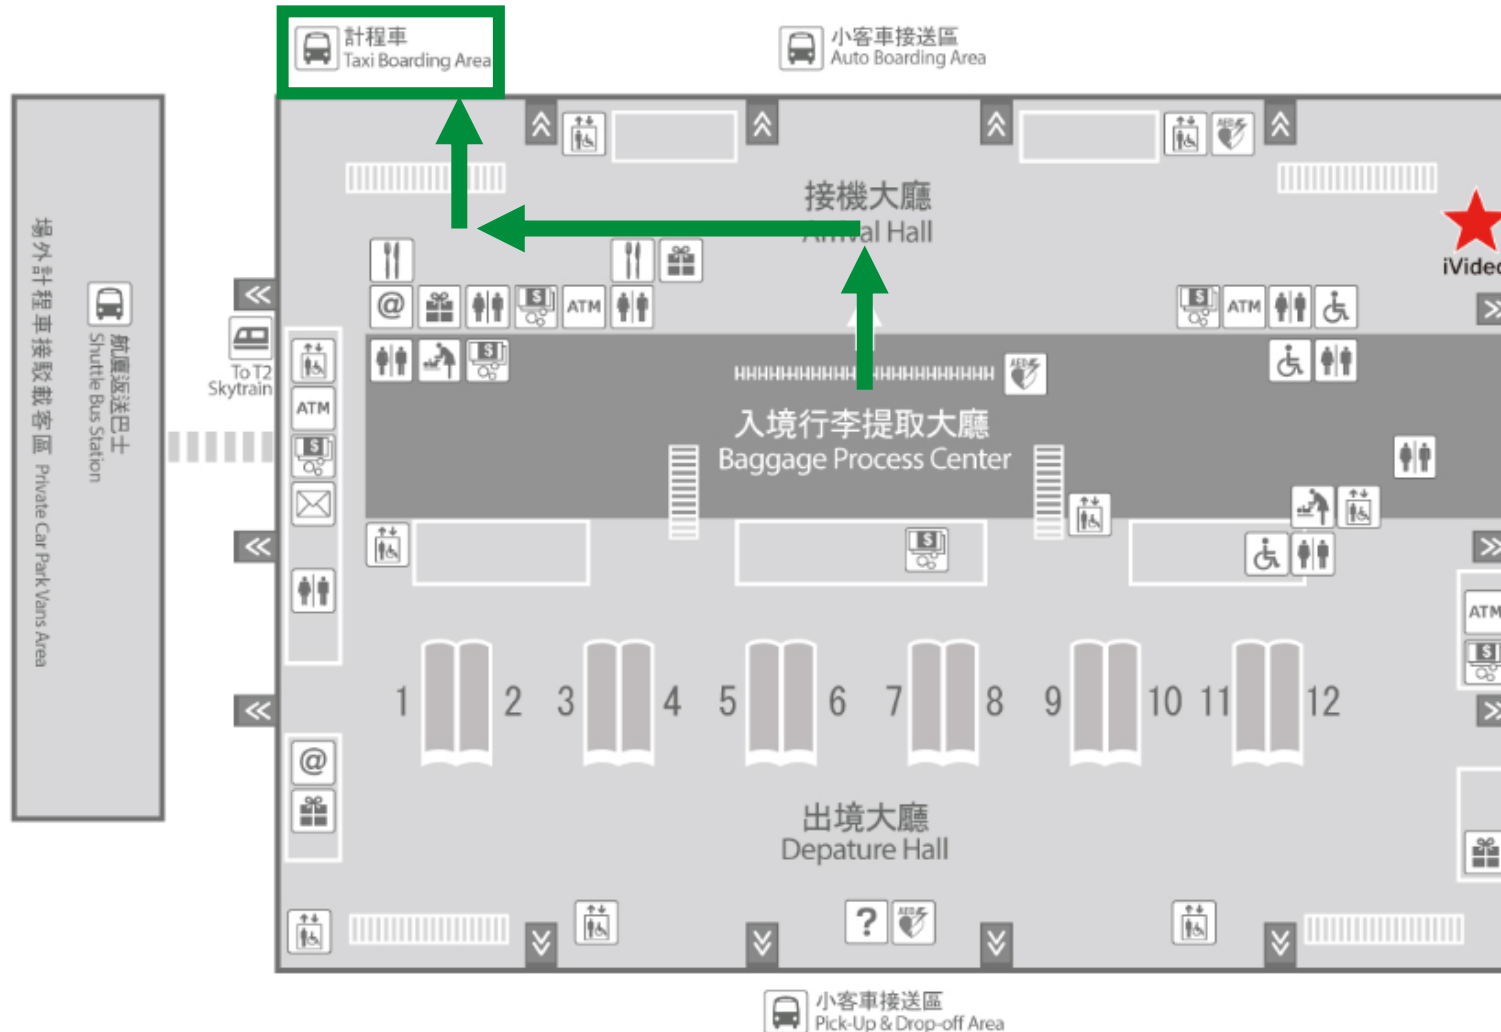 計程車
Taxi Boarding Area
小客車接送區
Auto Boarding Area
接機大廳
Arrival Hall
iVideo
場外計程車接駁載客區 Private Car Park Vans Area
航廈巡迴巴士
Shuttle Bus Station
To T2
Skytrain
@
$
ATM
$
ATM
$
AED
AED
ATM
$
入境行李提取大廳
Baggage Process Center
$
ATM
$
1 2 3 4 5 6 7 8 9 10 11 12
@
出境大廳
Depature Hall
? AED
小客車接送區
Pick-Up & Drop-off Area